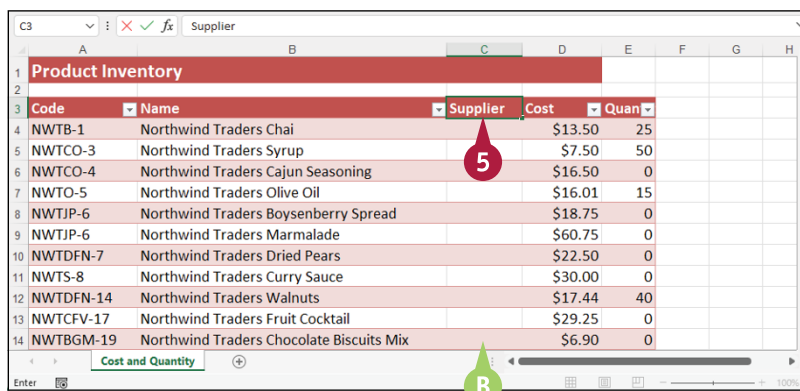 C3 fx Supplier
A B C D E F G H
1 Product Inventory
2
3 Code Name Supplier Cost Quan
4 NWTB-1 Northwind Traders Chai $13.50 25
5 NWTCO-3 Northwind Traders Syrup $7.50 50
6 NWTCO-4 Northwind Traders Cajun Seasoning $16.50 0
7 NWTO-5 Northwind Traders Olive Oil $16.01 15
8 NWTJP-6 Northwind Traders Boysenberry Spread $18.75 0
9 NWTJP-6 Northwind Traders Marmalade $60.75 0
10 NWTDFN-7 Northwind Traders Dried Pears $22.50 0
11 NWTS-8 Northwind Traders Curry Sauce $30.00 0
12 NWTDFN-14 Northwind Traders Walnuts $17.44 40
13 NWTCFV-17 Northwind Traders Fruit Cocktail $29.25 0
14 NWTBGM-19 Northwind Traders Chocolate Biscuits Mix $6.90 0
5
Cost and Quantity
B
Enter 100%